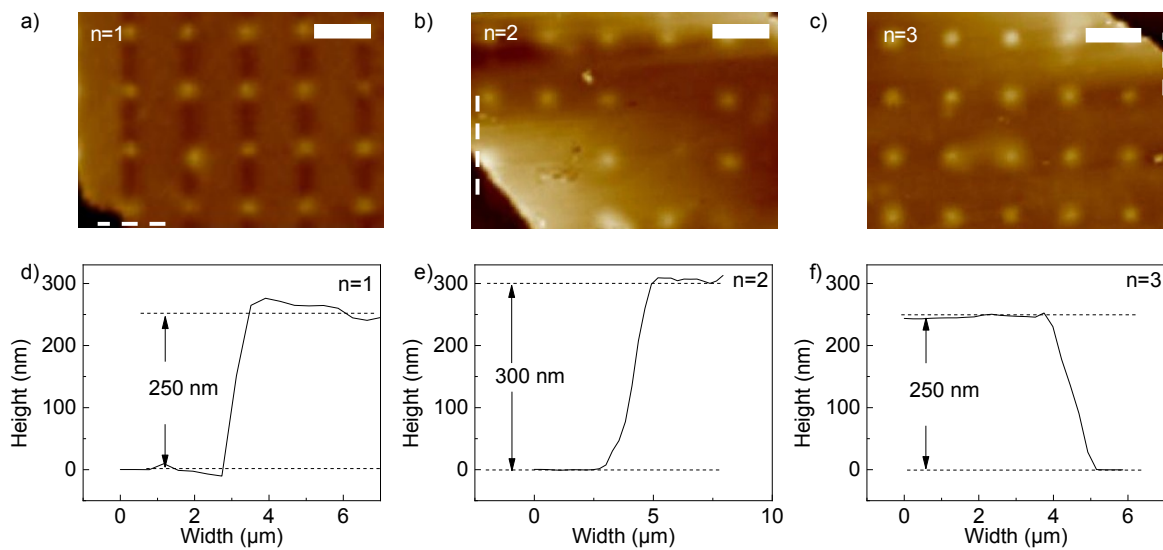 a)
n=1
b)
n=2
c)
n=3
d)
n=1
300
200
100
0
Height (nm)
250 nm
0 2 4 6
Width (µm)
e)
n=2
300
200
100
0
Height (nm)
300 nm
0 5 10
Width (µm)
f)
n=3
300
200
100
0
Height (nm)
250 nm
0 2 4 6
Width (µm)